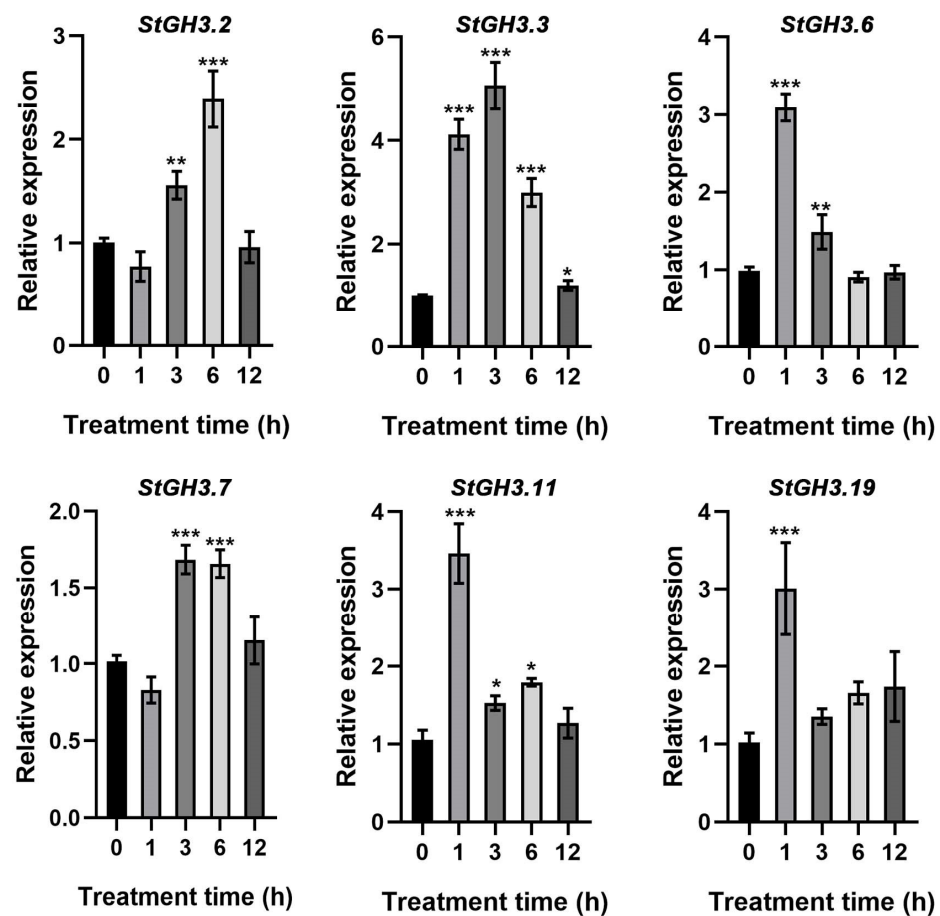 StGH3.2
Relative expression
3
2
1
0
**
***
0 1 3 6 12
Treatment time (h)
StGH3.3
Relative expression
6
4
2
0
***
***
***
*
0 1 3 6 12
Treatment time (h)
StGH3.6
Relative expression
4
3
2
1
0
***
**
0 1 3 6 12
Treatment time (h)
StGH3.7
Relative expression
2.0
1.5
1.0
0.5
0.0
***
***
0 1 3 6 12
Treatment time (h)
StGH3.11
Relative expression
4
3
2
1
0
***
*
*
0 1 3 6 12
Treatment time (h)
StGH3.19
Relative expression
4
3
2
1
0
***
0 1 3 6 12
Treatment time (h)